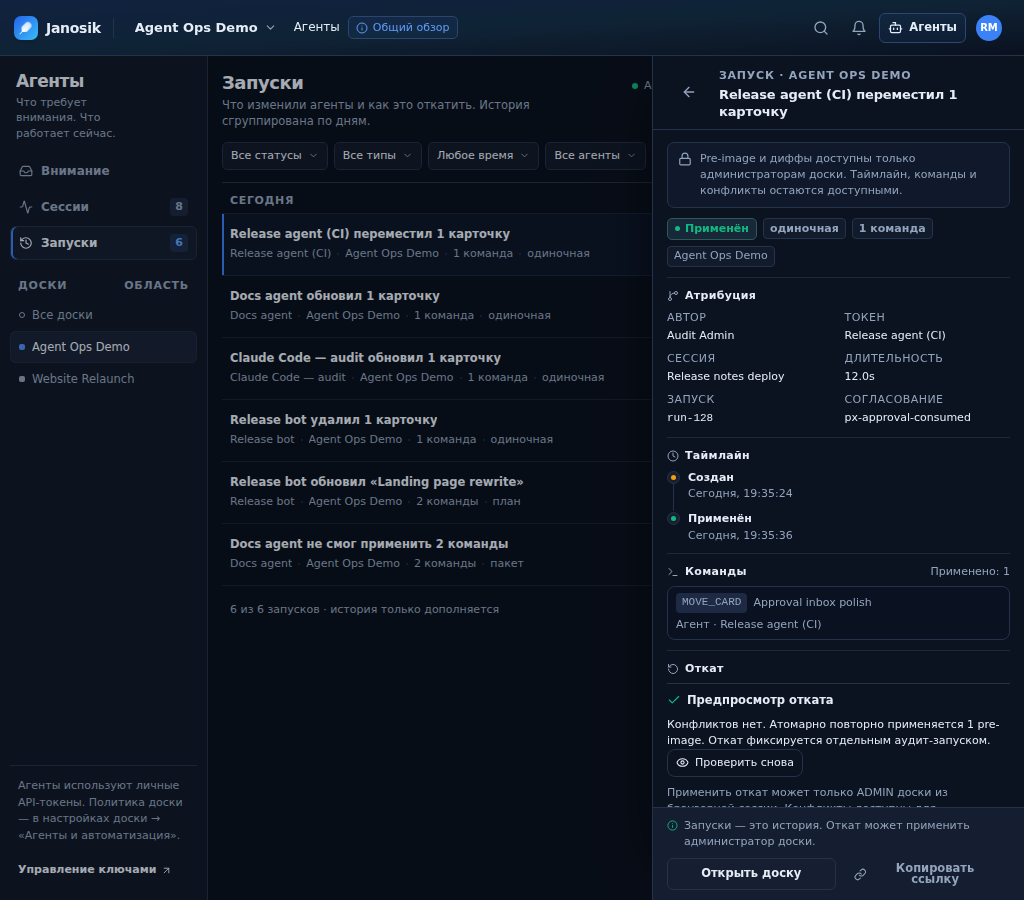 Janosik
Agent Ops Demo
Агенты
Общий обзор
Агенты
RM
Агенты
Что требует
внимания. Что
работает сейчас.
Внимание
Сессии 8
Запуски 6
ДОСКИ ОБЛАСТЬ
Все доски
Agent Ops Demo
Website Relaunch
Агенты используют личные
API-токены. Политика доски
— в настройках доски →
«Агенты и автоматизация».
Управление ключами
Запуски
Что изменили агенты и как это откатить. История
сгруппирована по дням.
Все статусы
Все типы
Любое время
Все агенты
СЕГОДНЯ
Release agent (CI) переместил 1 карточку
Release agent (CI) · Agent Ops Demo · 1 команда · одиночная
Docs agent обновил 1 карточку
Docs agent · Agent Ops Demo · 1 команда · одиночная
Claude Code — audit обновил 1 карточку
Claude Code — audit · Agent Ops Demo · 1 команда · одиночная
Release bot удалил 1 карточку
Release bot · Agent Ops Demo · 1 команда · одиночная
Release bot обновил «Landing page rewrite»
Release bot · Agent Ops Demo · 2 команды · план
Docs agent не смог применить 2 команды
Docs agent · Agent Ops Demo · 2 команды · пакет
6 из 6 запусков · история только дополняется
ЗАПУСК · AGENT OPS DEMO
Release agent (CI) переместил 1
карточку
Pre-image и диффы доступны только
администраторам доски. Таймлайн, команды и
конфликты остаются доступными.
Применён
одиночная
1 команда
Agent Ops Demo
Атрибуция
АВТОР ТОКЕН
Audit Admin Release agent (CI)
СЕССИЯ ДЛИТЕЛЬНОСТЬ
Release notes deploy 12.0s
ЗАПУСК СОГЛАСОВАНИЕ
run-128 px-approval-consumed
Таймлайн
Создан
Сегодня, 19:35:24
Применён
Сегодня, 19:35:36
Команды Применено: 1
MOVE_CARD Approval inbox polish
Агент · Release agent (CI)
Откат
Предпросмотр отката
Конфликтов нет. Атомарно повторно применяется 1 pre-
image. Откат фиксируется отдельным аудит-запуском.
Проверить снова
Применить откат может только ADMIN доски из
Запуски — это история. Откат может применить
администратор доски.
Открыть доску
Копировать
ссылку